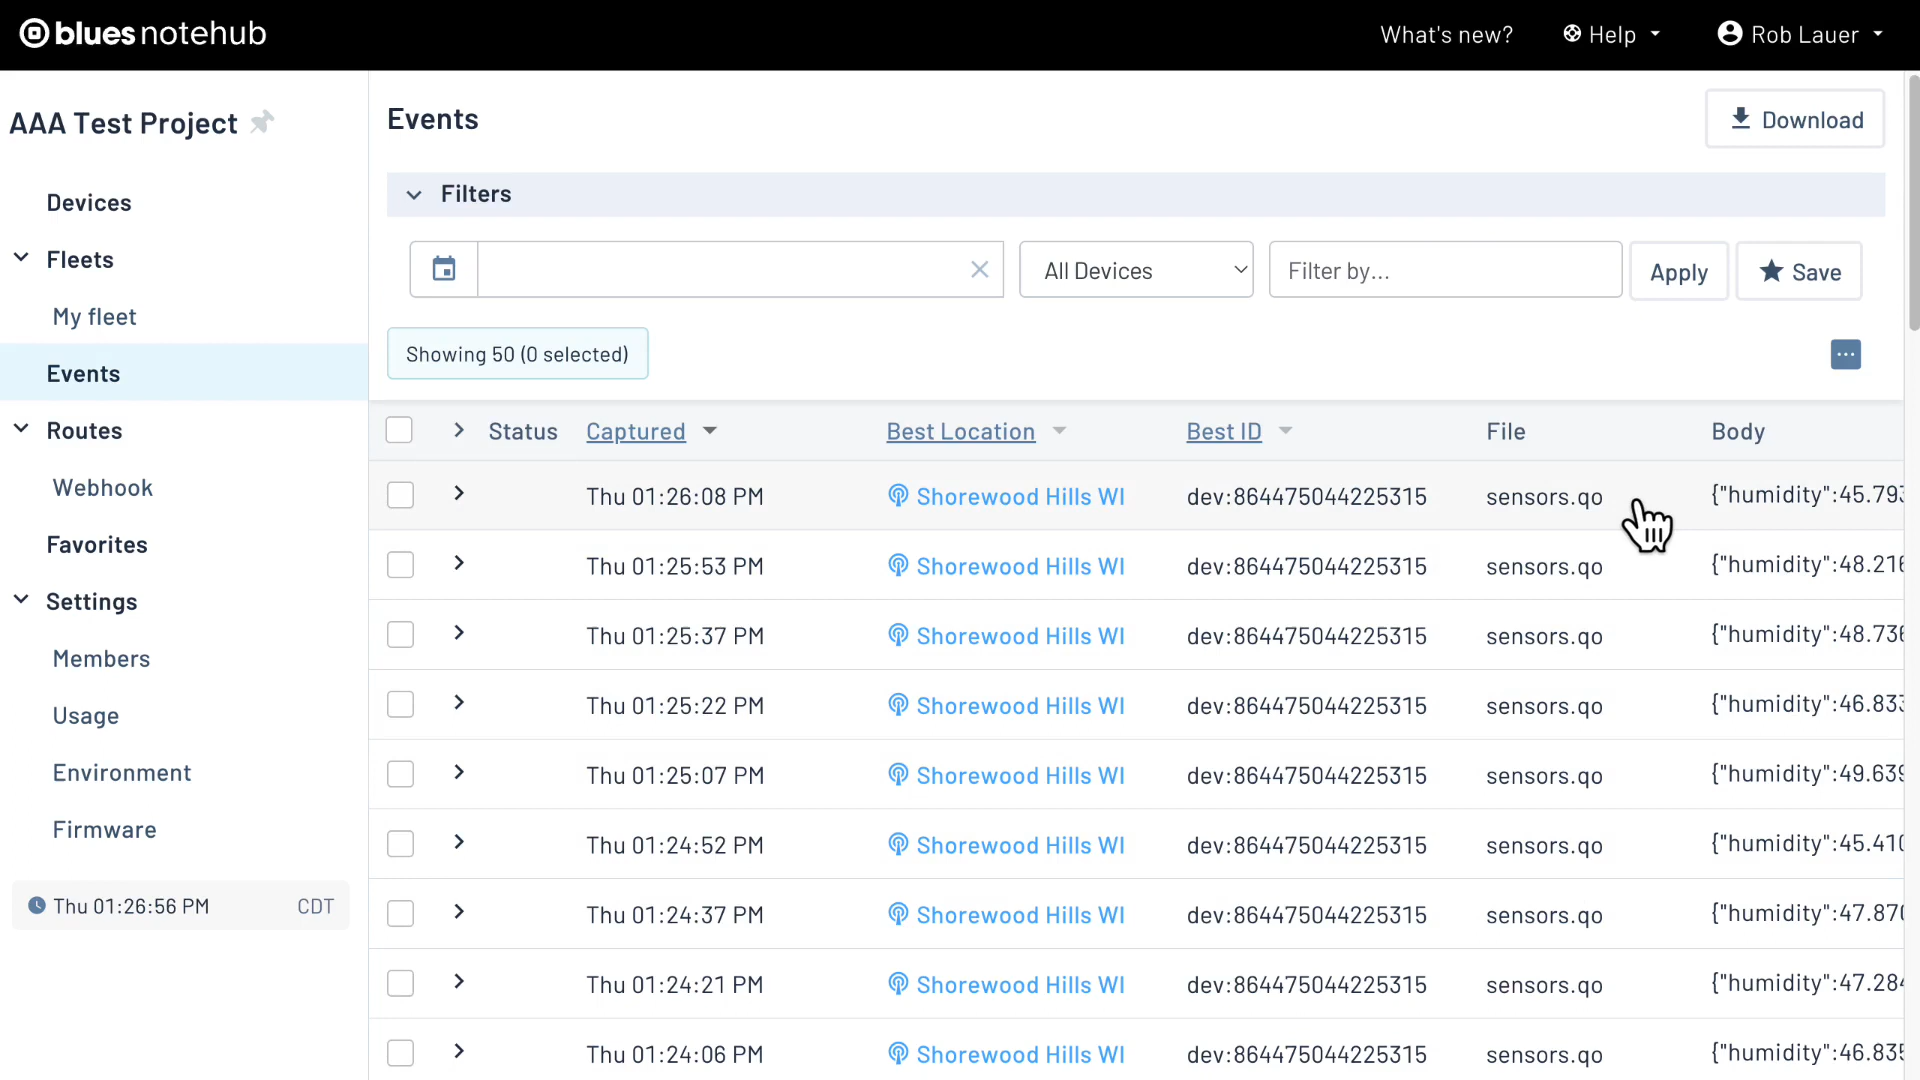 blues notehub
What's new?
Help
Rob Lauer
AAA Test Project
Devices
Fleets
My fleet
Events
Routes
Webhook
Favorites
Settings
Members
Usage
Environment
Firmware
Thu 01:26:56 PM CDT
Events
Download
Filters
All Devices
Filter by...
Apply
Save
Showing 50 (0 selected)
Status Captured Best Location Best ID File Body
Thu 01:26:08 PM Shorewood Hills WI dev:864475044225315 sensors.qo {"humidity":45.793
Thu 01:25:53 PM Shorewood Hills WI dev:864475044225315 sensors.qo {"humidity":48.216
Thu 01:25:37 PM Shorewood Hills WI dev:864475044225315 sensors.qo {"humidity":48.736
Thu 01:25:22 PM Shorewood Hills WI dev:864475044225315 sensors.qo {"humidity":46.833
Thu 01:25:07 PM Shorewood Hills WI dev:864475044225315 sensors.qo {"humidity":49.639
Thu 01:24:52 PM Shorewood Hills WI dev:864475044225315 sensors.qo {"humidity":45.410
Thu 01:24:37 PM Shorewood Hills WI dev:864475044225315 sensors.qo {"humidity":47.870
Thu 01:24:21 PM Shorewood Hills WI dev:864475044225315 sensors.qo {"humidity":47.284
Thu 01:24:06 PM Shorewood Hills WI dev:864475044225315 sensors.qo {"humidity":46.835